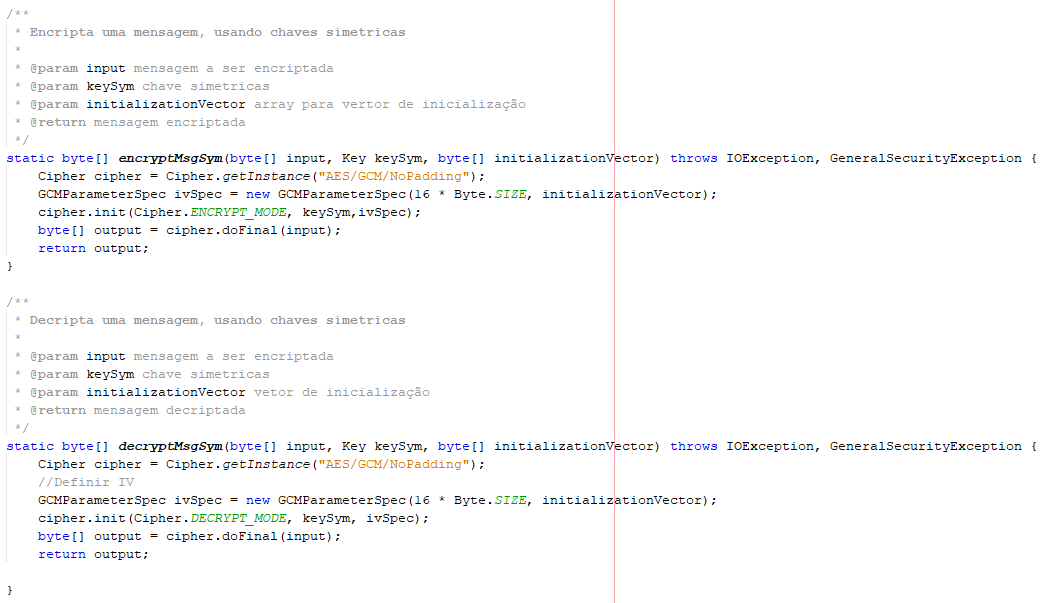 /**
 * Encripta uma mensagem, usando chaves simetricas
 *
 * @param input mensagem a ser encriptada
 * @param keySym chave simetricas
 * @param initializationVector array para vertor de inicialização
 * @return mensagem encriptada
 */
static byte[] encryptMsgSym(byte[] input, Key keySym, byte[] initializationVector) throws IOException, GeneralSecurityException {
    Cipher cipher = Cipher.getInstance("AES/GCM/NoPadding");
    GCMParameterSpec ivSpec = new GCMParameterSpec(16 * Byte.SIZE, initializationVector);
    cipher.init(Cipher.ENCRYPT_MODE, keySym,ivSpec);
    byte[] output = cipher.doFinal(input);
    return output;
}
/**
 * Decripta uma mensagem, usando chaves simetricas
 *
 * @param input mensagem a ser encriptada
 * @param keySym chave simetricas
 * @param initializationVector vetor de inicialização
 * @return mensagem decriptada
 */
static byte[] decryptMsgSym(byte[] input, Key keySym, byte[] initializationVector) throws IOException, GeneralSecurityException {
    Cipher cipher = Cipher.getInstance("AES/GCM/NoPadding");
    //Definir IV
    GCMParameterSpec ivSpec = new GCMParameterSpec(16 * Byte.SIZE, initializationVector);
    cipher.init(Cipher.DECRYPT_MODE, keySym, ivSpec);
    byte[] output = cipher.doFinal(input);
    return output;
}